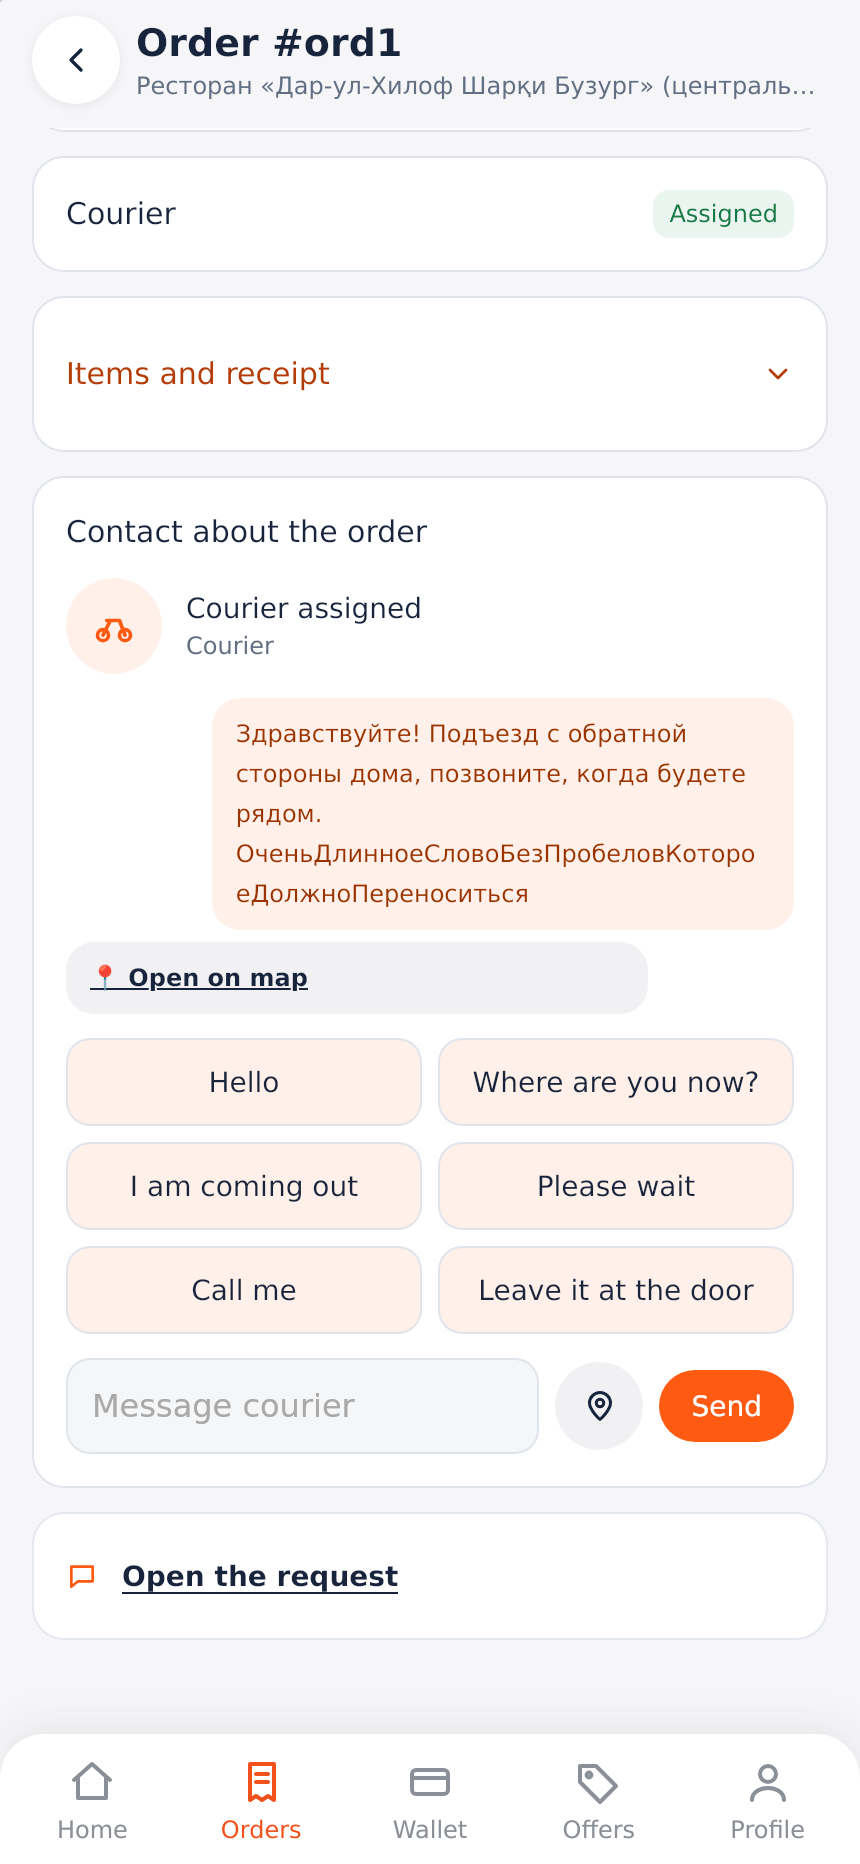 Order #ord1
Ресторан «Дар-ул-Хилоф Шарқи Бузург» (централь...
Courier
Assigned
Items and receipt
Contact about the order
Courier assigned
Courier
Здравствуйте! Подъезд с обратной
стороны дома, позвоните, когда будете
рядом.
ОченьДлинноеСловоБезПробеловКоторо
еДолжноПереноситься
📍 Open on map
Hello
Where are you now?
I am coming out
Please wait
Call me
Leave it at the door
Message courier
Send
Open the request
Home
Orders
Wallet
Offers
Profile